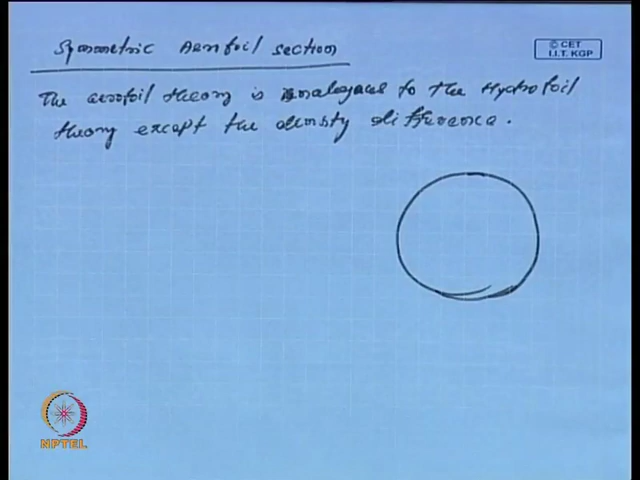 Symmetric Aerofoil section
© CET
I.I.T. KGP
The aerofoil theory is analogous to the Hydrofoil
theory except the density difference.
NPTEL